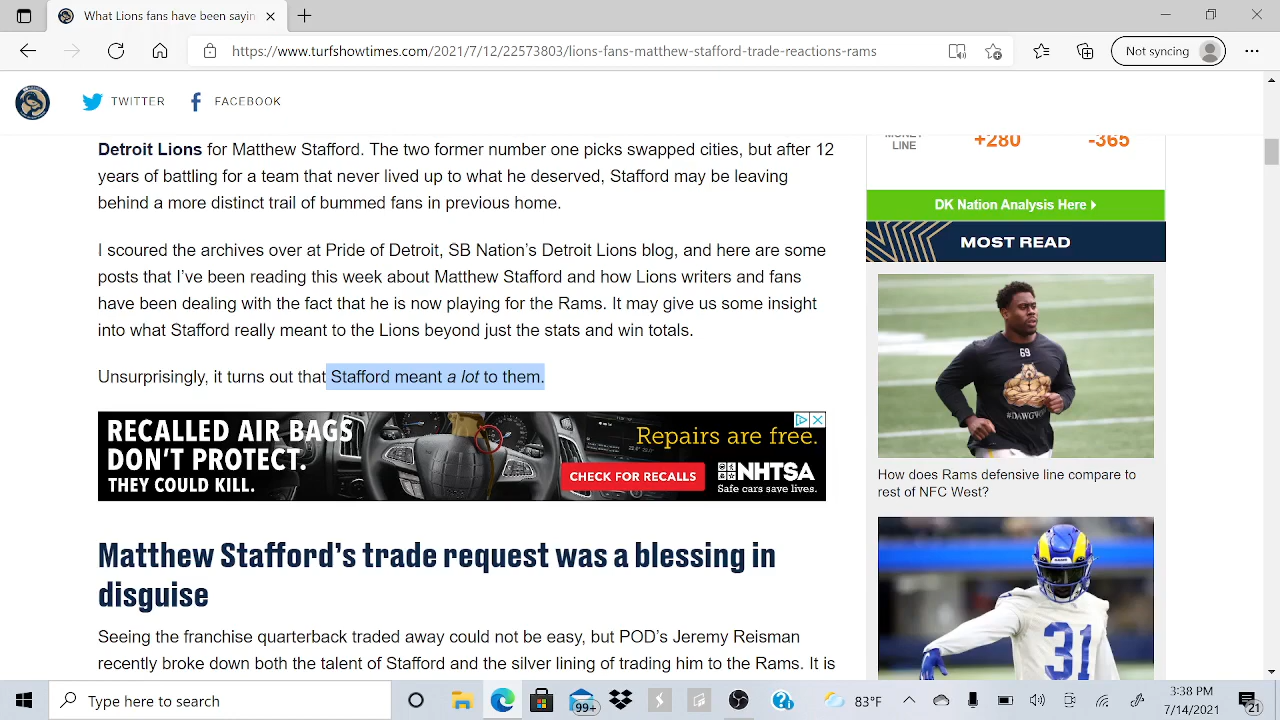 What
https://www.turfshowtimes.com/2021/7/12/22573803/lions-fans-matthew-stafford-trade-reactions-rams
Not syncing
TWITTER
FACEBOOK
Detroit Lions for Matthew Stafford. The two former number one picks swapped cities, but after 12
years of battling for a team that never lived up to what he deserved, Stafford may be leaving
behind a more distinct trail of bummed fans in previous home.
I scoured the archives over at Pride of Detroit, SB Nation’s Detroit Lions blog, and here are some
posts that I’ve been reading this week about Matthew Stafford and how Lions writers and fans
have been dealing with the fact that he is now playing for the Rams. It may give us some insight
into what Stafford really meant to the Lions beyond just the stats and win totals.
Unsurprisingly, it turns out that Stafford meant a lot to them.
RECALLED AIR BAGS
DON'T PROTECT.
THEY COULD KILL.
Repairs are free.
CHECK FOR RECALLS
NHTSA
Safe cars save lives.
Matthew Stafford’s trade request was a blessing in
disguise
Seeing the franchise quarterback traded away could not be easy, but POD’s Jeremy Reisman
recently broke down both the talent of Stafford and the silver lining of trading him to the Rams. It is
MONEY
LINE
+280
-365
DK Nation Analysis Here
MOST READ
69
How does Rams defensive line compare to
rest of NFC West?
31
Type here to search
99+
83°F
3:38 PM
7/14/2021
21